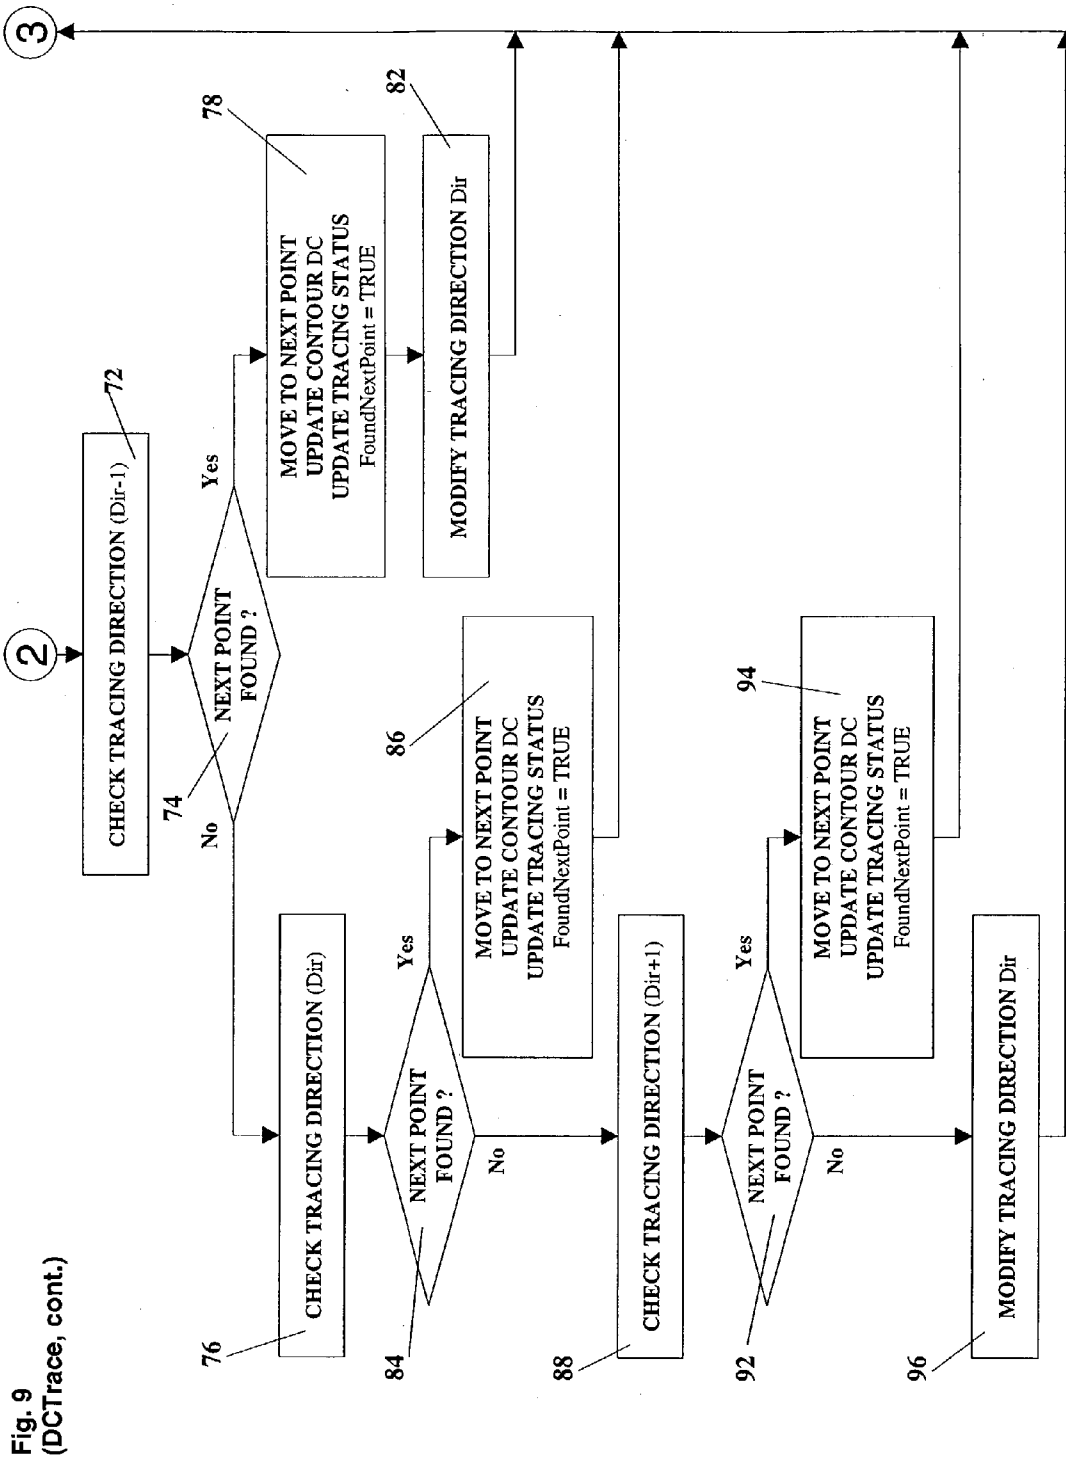 Fig. 9
(DCTrace, cont.)
2
3
CHECK TRACING DIRECTION (Dir-1)
72
NEXT POINT
FOUND ?
74
Yes
No
MOVE TO NEXT POINT
UPDATE CONTOUR DC
UPDATE TRACING STATUS
FoundNextPoint = TRUE
78
MODIFY TRACING DIRECTION Dir
82
CHECK TRACING DIRECTION (Dir)
76
NEXT POINT
FOUND ?
84
Yes
No
MOVE TO NEXT POINT
UPDATE CONTOUR DC
UPDATE TRACING STATUS
FoundNextPoint = TRUE
86
CHECK TRACING DIRECTION (Dir+1)
88
NEXT POINT
FOUND ?
92
Yes
No
MOVE TO NEXT POINT
UPDATE CONTOUR DC
UPDATE TRACING STATUS
FoundNextPoint = TRUE
94
MODIFY TRACING DIRECTION Dir
96